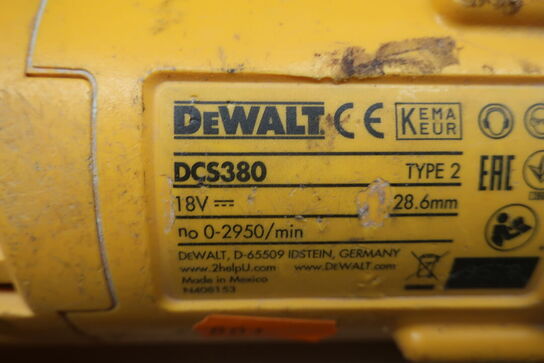 DEWALT CE KEMA KEUR
DCS380 TYPE 2
18V 28.6mm EAC
no 0-2950/min
DeWALT, D-65509 IDSTEIN, GERMANY
www.2helpU.com www.DeWALT.com
Made in Mexico
N408153